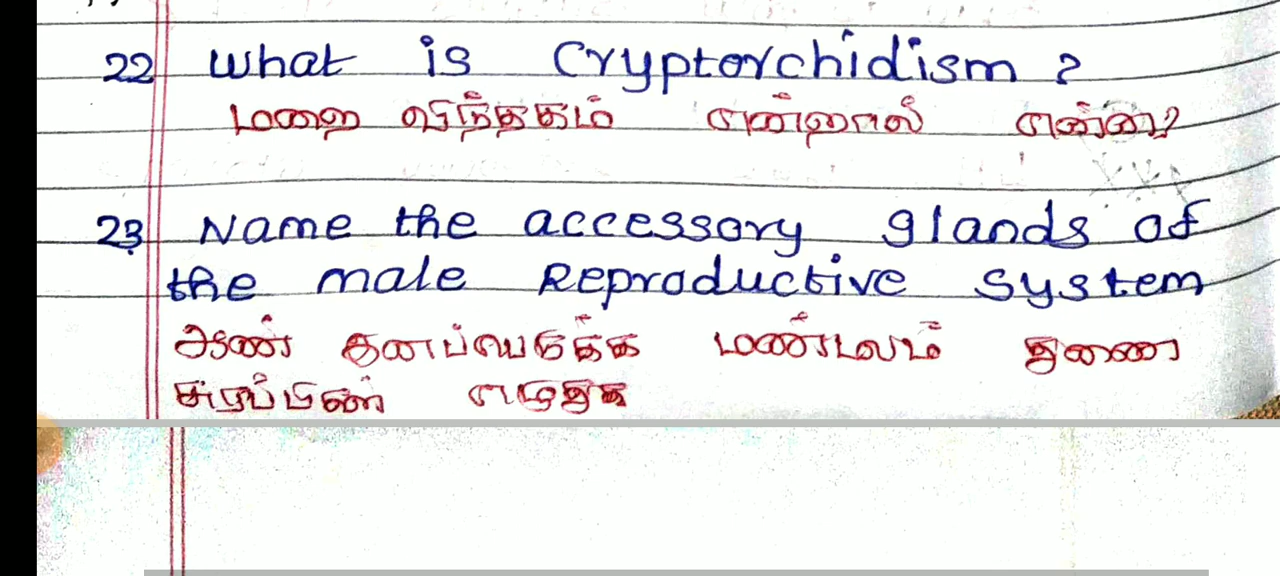 22 What is Cryptorchidism ?
மறை விந்தகம் என்னால் என்ன?
23. Name the accessory glands of
the male Reproductive System
ஆண் இனப்பெருக்க மண்டலம் துணை
சுரப்பிண் எழுதுக